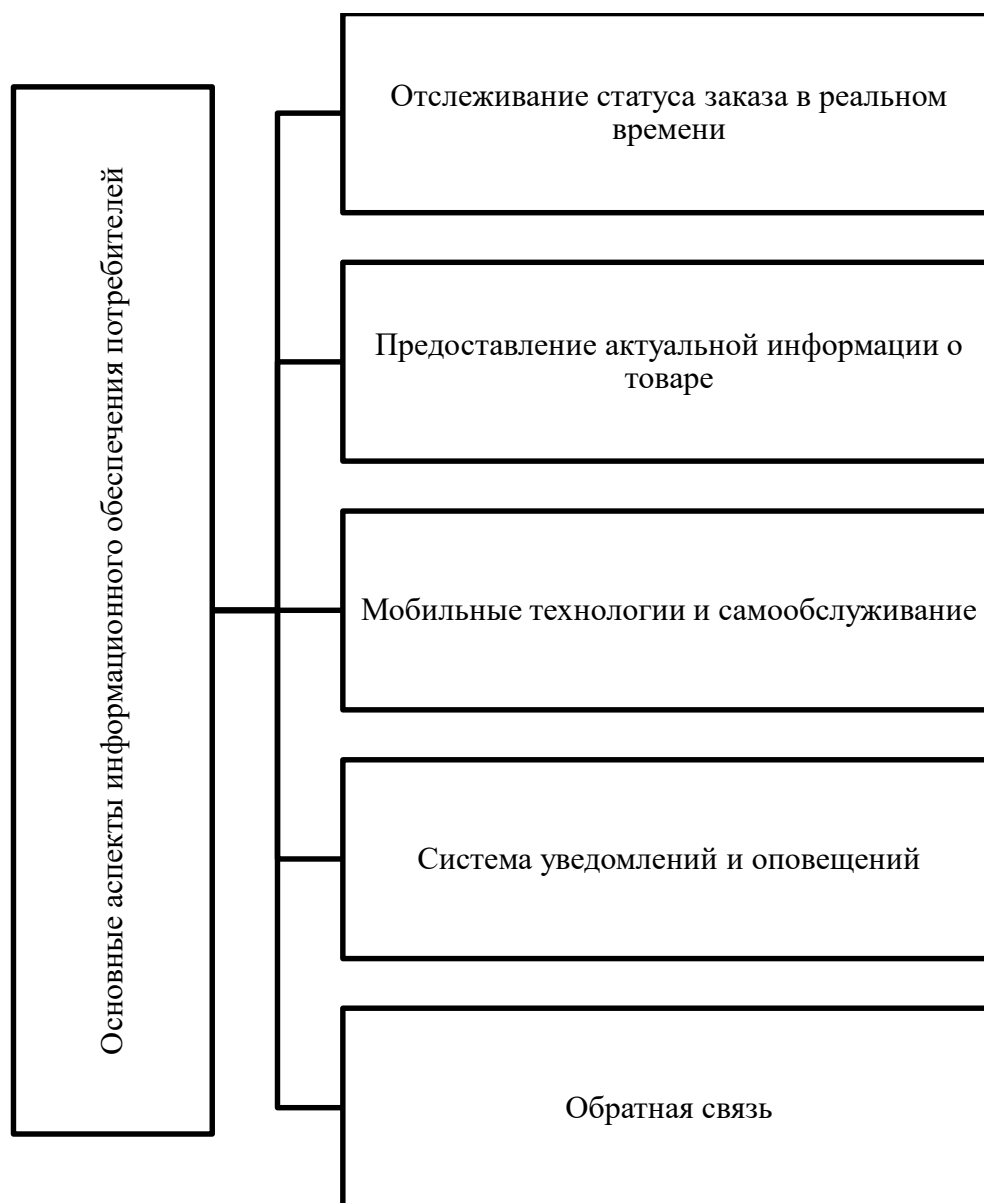 Основные аспекты информационного обеспечения потребителей
Отслеживание статуса заказа в реальном
времени
Предоставление актуальной информации о
товаре
Мобильные технологии и самообслуживание
Система уведомлений и оповещений
Обратная связь